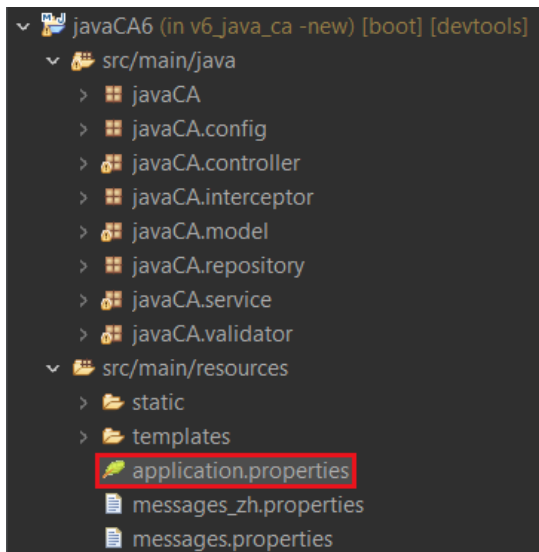 javaCA6 (in v6_java_ca -new) [boot] [devtools]
src/main/java
javaCA
javaCA.config
javaCA.controller
javaCA.interceptor
javaCA.model
javaCA.repository
javaCA.service
javaCA.validator
src/main/resources
static
templates
application.properties
messages_zh.properties
messages.properties